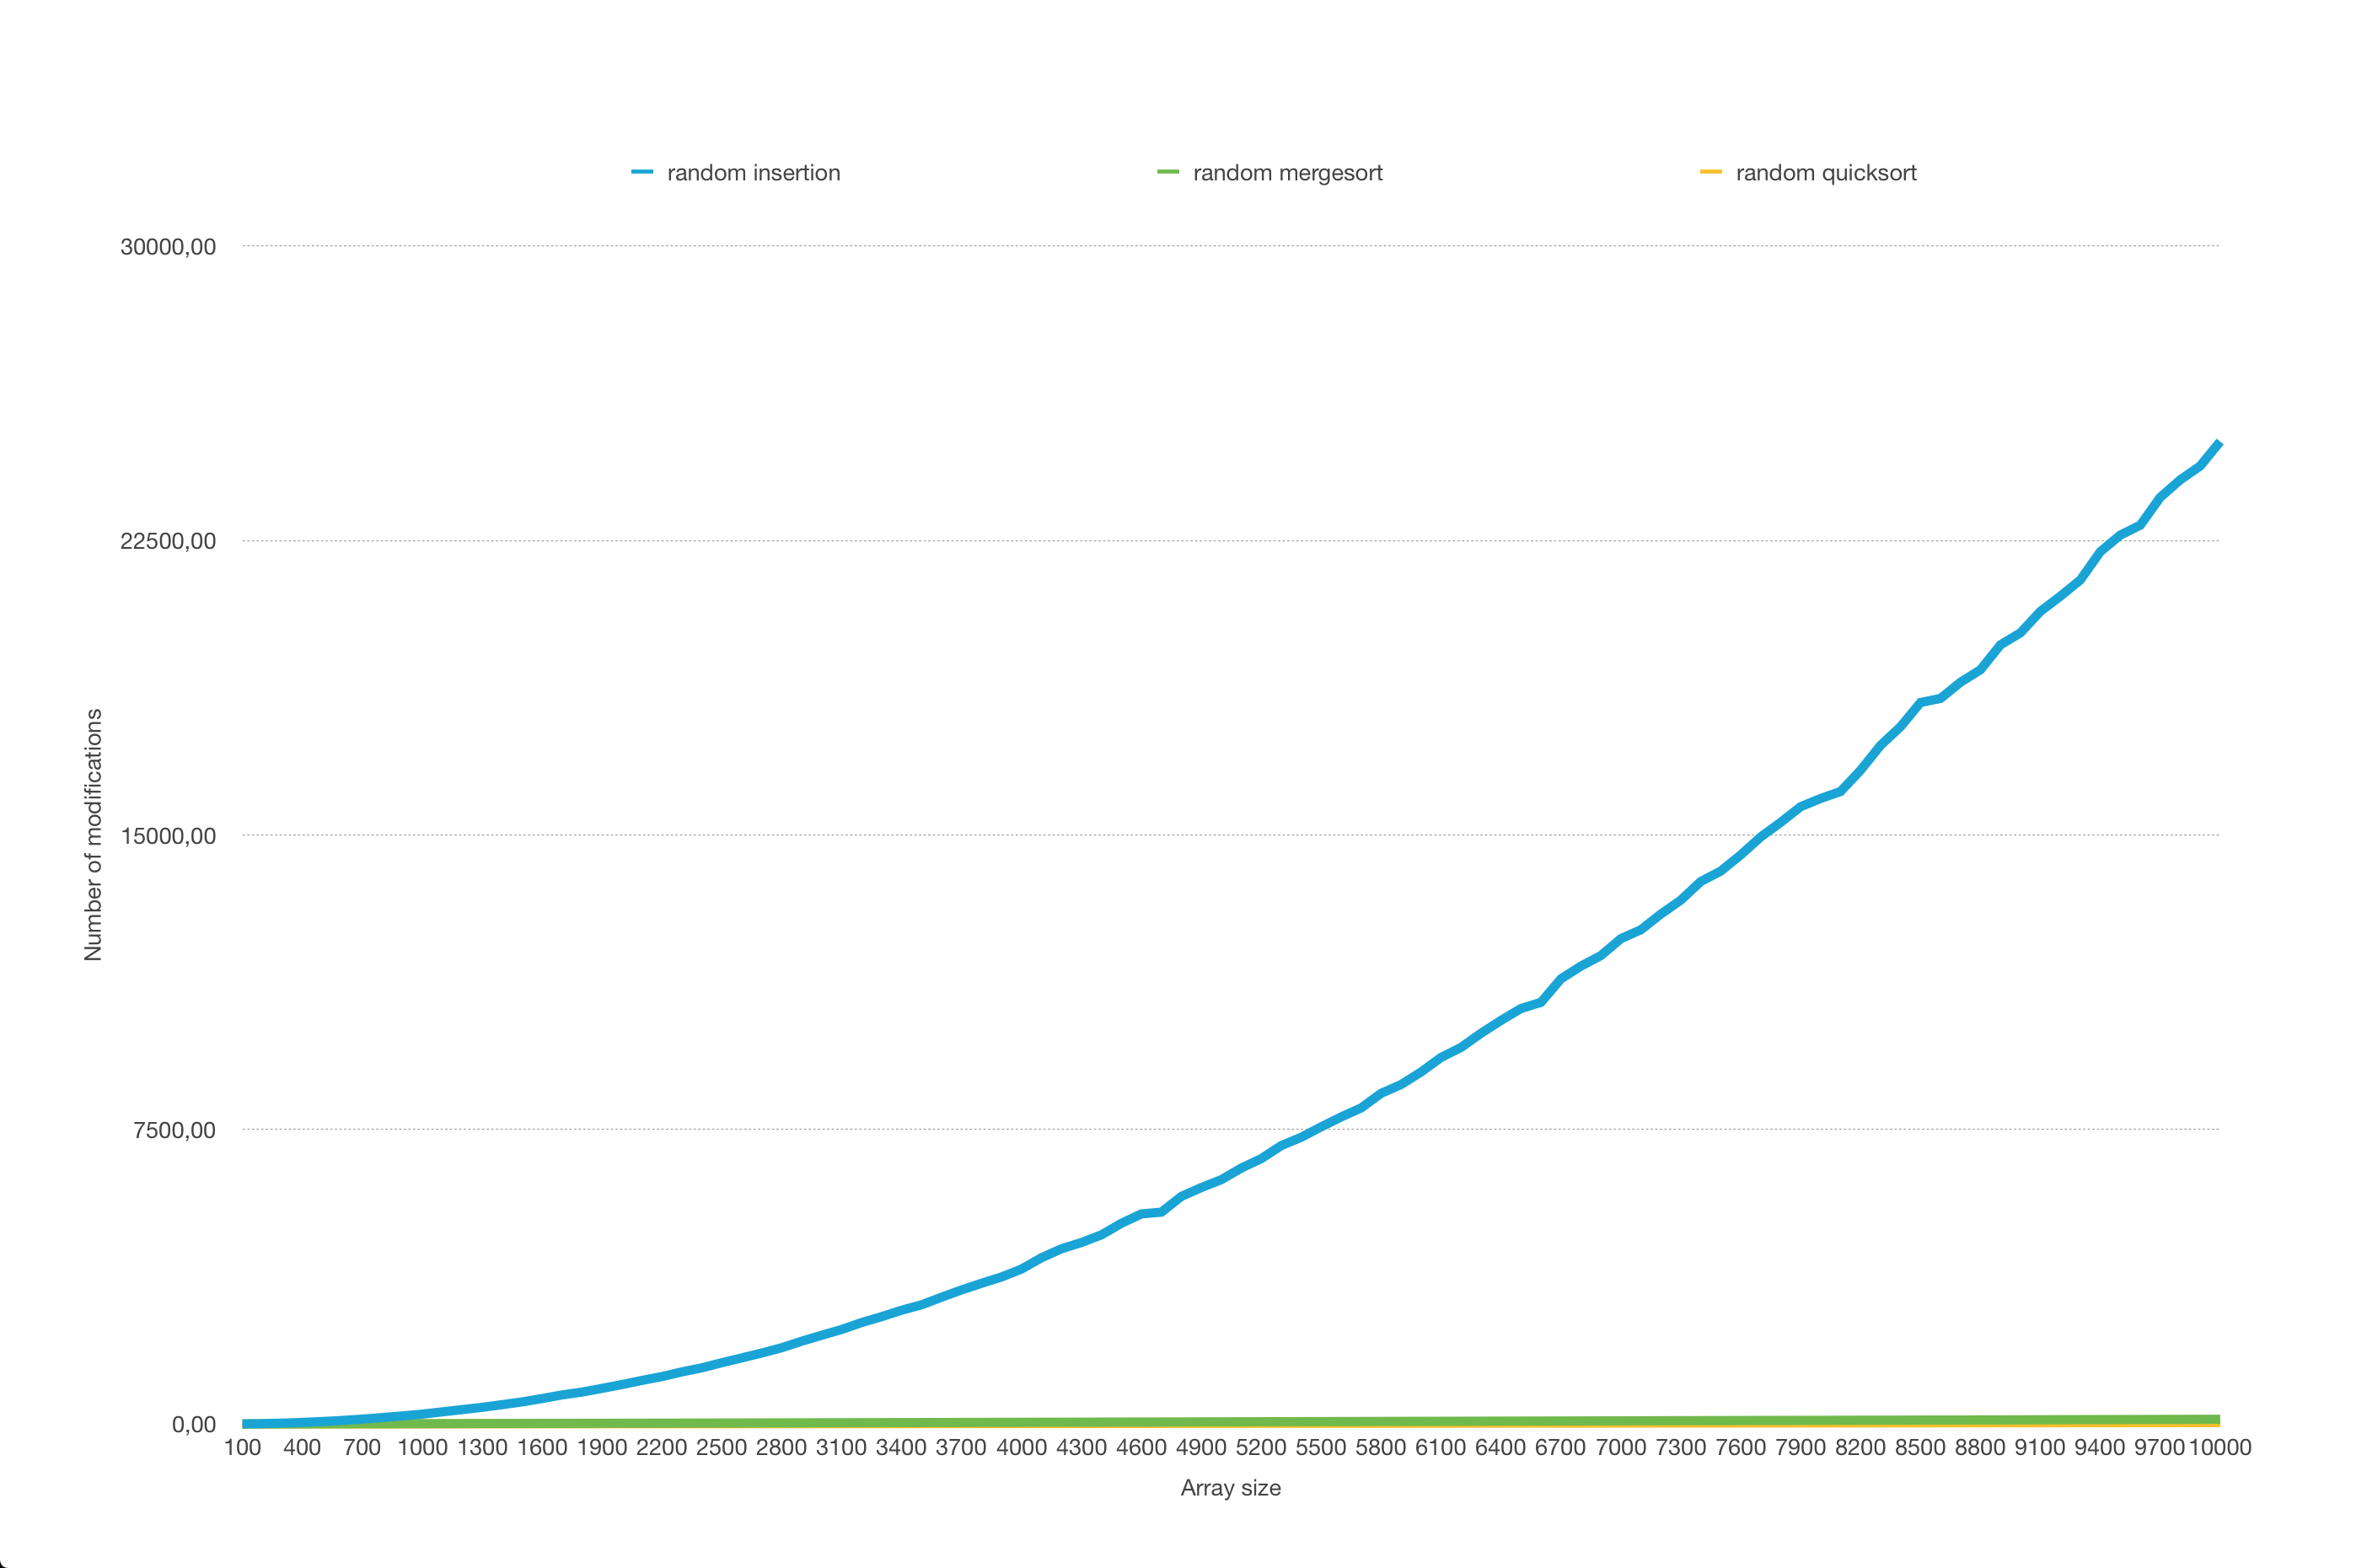 random insertion random mergesort random quicksort
30000,00
22500,00
15000,00
7500,00
0,00
Number of modifications
100 400 700 1000 1300 1600 1900 2200 2500 2800 3100 3400 3700 4000 4300 4600 4900 5200 5500 5800 6100 6400 6700 7000 7300 7600 7900 8200 8500 8800 9100 9400 9700 10000
Array size